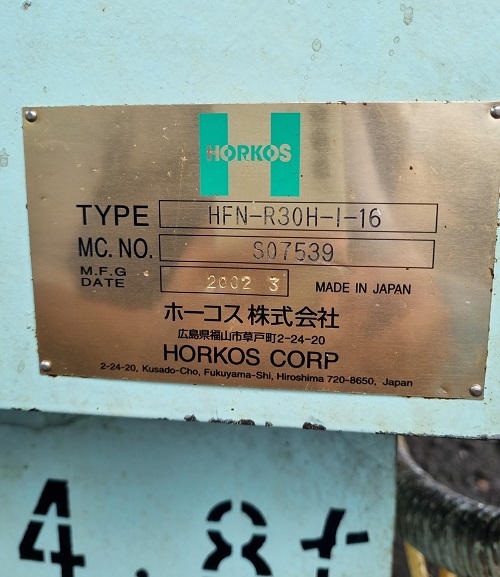 HORKOS
TYPE HFN-R30H-I-16
MC. NO. S07539
M.F.G DATE 2002 3 MADE IN JAPAN
ホーコス株式会社
広島県福山市草戸町2-24-20
HORKOS CORP
2-24-20, Kusado-Cho, Fukuyama-Shi, Hiroshima 720-8650, Japan
4.8t